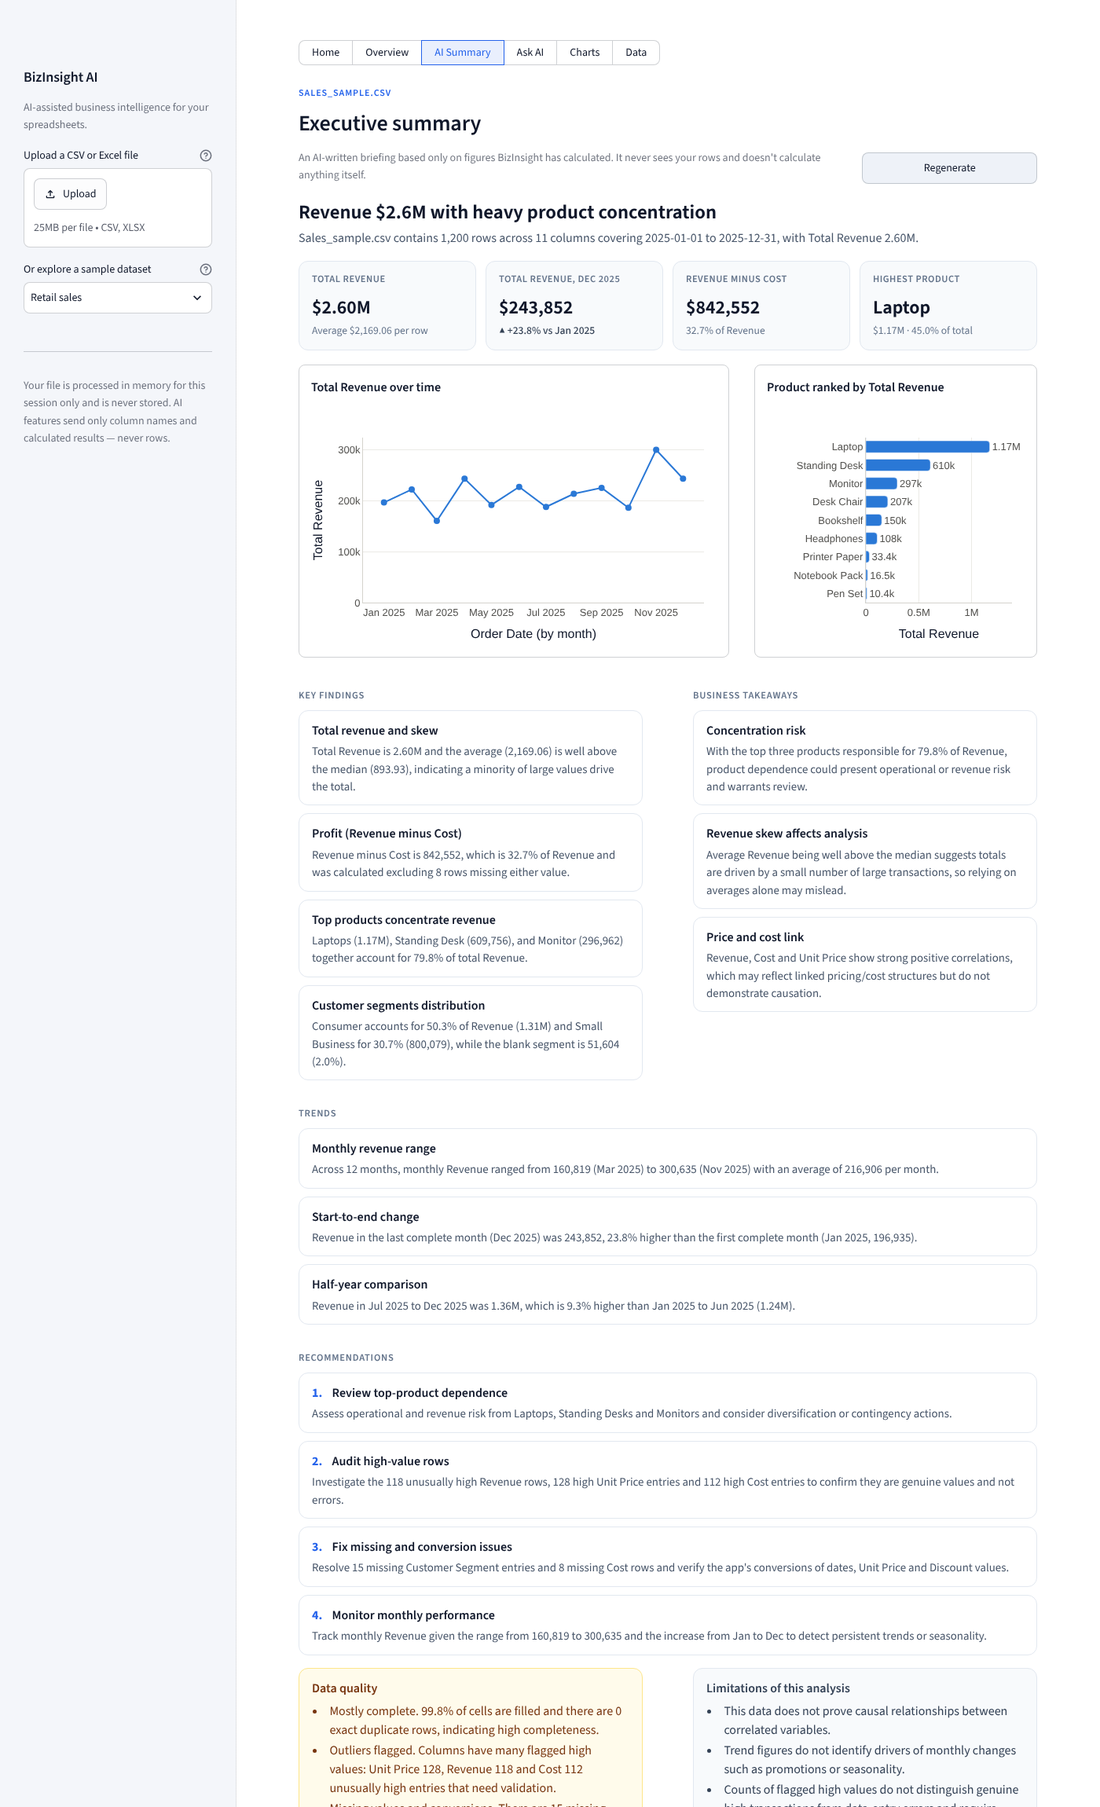 BizInsight AI
AI-assisted business intelligence for your
spreadsheets.
Upload a CSV or Excel file
Upload
25MB per file • CSV, XLSX
Or explore a sample dataset
Retail sales
Your file is processed in memory for this
session only and is never stored. AI
features send only column names and
calculated results — never rows.
Home Overview AI Summary Ask AI Charts Data
SALES_SAMPLE.CSV
Executive summary
An AI-written briefing based only on figures BizInsight has calculated. It never sees your rows and doesn't calculate
anything itself.
Regenerate
Revenue $2.6M with heavy product concentration
Sales_sample.csv contains 1,200 rows across 11 columns covering 2025-01-01 to 2025-12-31, with Total Revenue 2.60M.
TOTAL REVENUE
$2.60M
Average $2,169.06 per row
TOTAL REVENUE, DEC 2025
$243,852
▲ +23.8% vs Jan 2025
REVENUE MINUS COST
$842,552
32.7% of Revenue
HIGHEST PRODUCT
Laptop
$1.17M · 45.0% of total
Total Revenue over time
Total Revenue
300k
200k
100k
0
Jan 2025 Mar 2025 May 2025 Jul 2025 Sep 2025 Nov 2025
Order Date (by month)
Product ranked by Total Revenue
Laptop 1.17M
Standing Desk 610k
Monitor 297k
Desk Chair 207k
Bookshelf 150k
Headphones 108k
Printer Paper 33.4k
Notebook Pack 16.5k
Pen Set 10.4k
0 0.5M 1M
Total Revenue
KEY FINDINGS
Total revenue and skew
Total Revenue is 2.60M and the average (2,169.06) is well above
the median (893.93), indicating a minority of large values drive
the total.
Profit (Revenue minus Cost)
Revenue minus Cost is 842,552, which is 32.7% of Revenue and
was calculated excluding 8 rows missing either value.
Top products concentrate revenue
Laptops (1.17M), Standing Desk (609,756), and Monitor (296,962)
together account for 79.8% of total Revenue.
Customer segments distribution
Consumer accounts for 50.3% of Revenue (1.31M) and Small
Business for 30.7% (800,079), while the blank segment is 51,604
(2.0%).
BUSINESS TAKEAWAYS
Concentration risk
With the top three products responsible for 79.8% of Revenue,
product dependence could present operational or revenue risk
and warrants review.
Revenue skew affects analysis
Average Revenue being well above the median suggests totals
are driven by a small number of large transactions, so relying on
averages alone may mislead.
Price and cost link
Revenue, Cost and Unit Price show strong positive correlations,
which may reflect linked pricing/cost structures but do not
demonstrate causation.
TRENDS
Monthly revenue range
Across 12 months, monthly Revenue ranged from 160,819 (Mar 2025) to 300,635 (Nov 2025) with an average of 216,906 per month.
Start-to-end change
Revenue in the last complete month (Dec 2025) was 243,852, 23.8% higher than the first complete month (Jan 2025, 196,935).
Half-year comparison
Revenue in Jul 2025 to Dec 2025 was 1.36M, which is 9.3% higher than Jan 2025 to Jun 2025 (1.24M).
RECOMMENDATIONS
1. Review top-product dependence
Assess operational and revenue risk from Laptops, Standing Desks and Monitors and consider diversification or contingency actions.
2. Audit high-value rows
Investigate the 118 unusually high Revenue rows, 128 high Unit Price entries and 112 high Cost entries to confirm they are genuine values and not
errors.
3. Fix missing and conversion issues
Resolve 15 missing Customer Segment entries and 8 missing Cost rows and verify the app's conversions of dates, Unit Price and Discount values.
4. Monitor monthly performance
Track monthly Revenue given the range from 160,819 to 300,635 and the increase from Jan to Dec to detect persistent trends or seasonality.
Data quality
• Mostly complete. 99.8% of cells are filled and there are 0
exact duplicate rows, indicating high completeness.
• Outliers flagged. Columns have many flagged high
values: Unit Price 128, Revenue 118 and Cost 112
unusually high entries that need validation.
Limitations of this analysis
• This data does not prove causal relationships between
correlated variables.
• Trend figures do not identify drivers of monthly changes
such as promotions or seasonality.
• Counts of flagged high values do not distinguish genuine